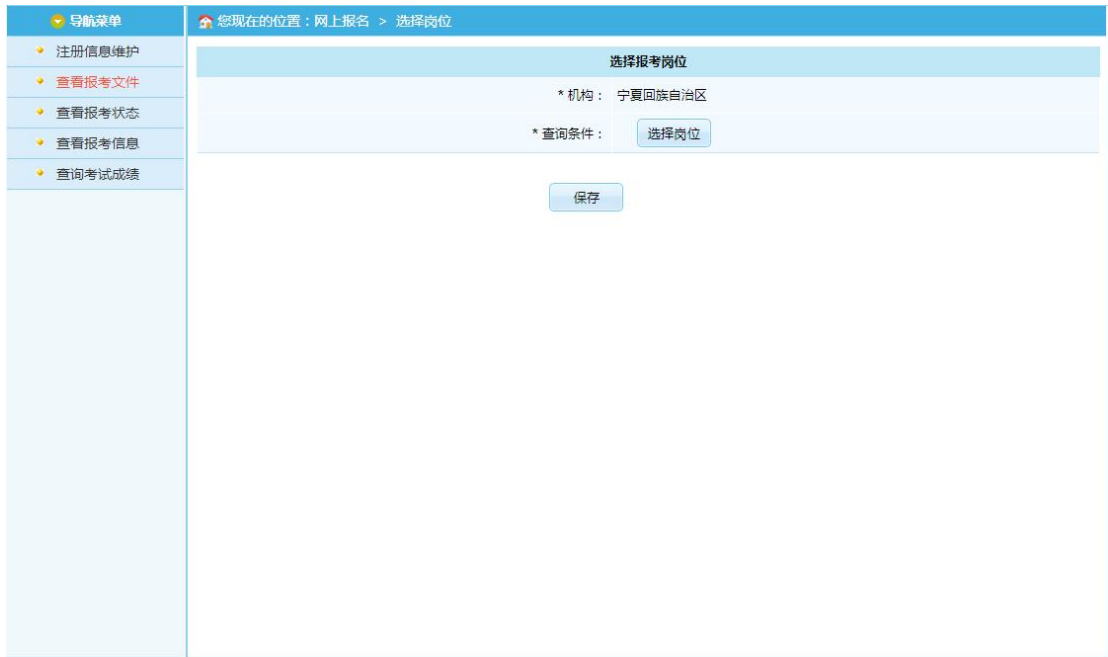 导航菜单
注册信息维护
查看报考文件
查看报考状态
查看报考信息
查询考试成绩
您现在的位置：网上报名 > 选择岗位
选择报考岗位
* 机构： 宁夏回族自治区
* 查询条件： 选择岗位
保存